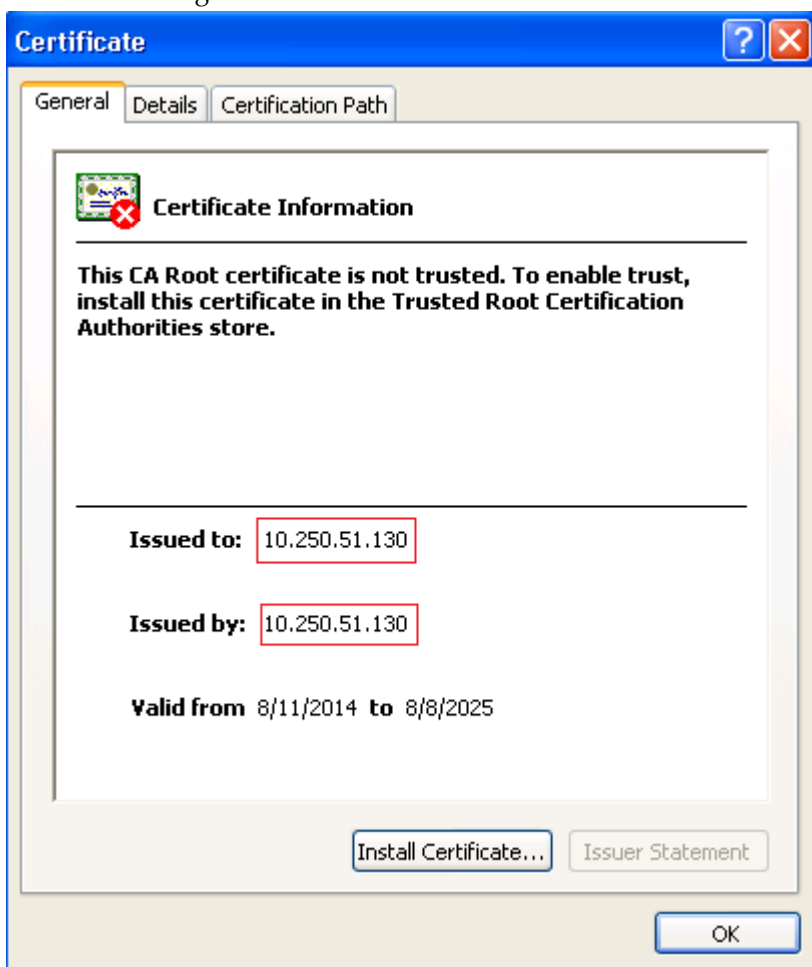 Certificate
General Details Certification Path
Certificate Information
This CA Root certificate is not trusted. To enable trust,
install this certificate in the Trusted Root Certification
Authorities store.
Issued to: 10.250.51.130
Issued by: 10.250.51.130
Valid from 8/11/2014 to 8/8/2025
Install Certificate... Issuer Statement
OK